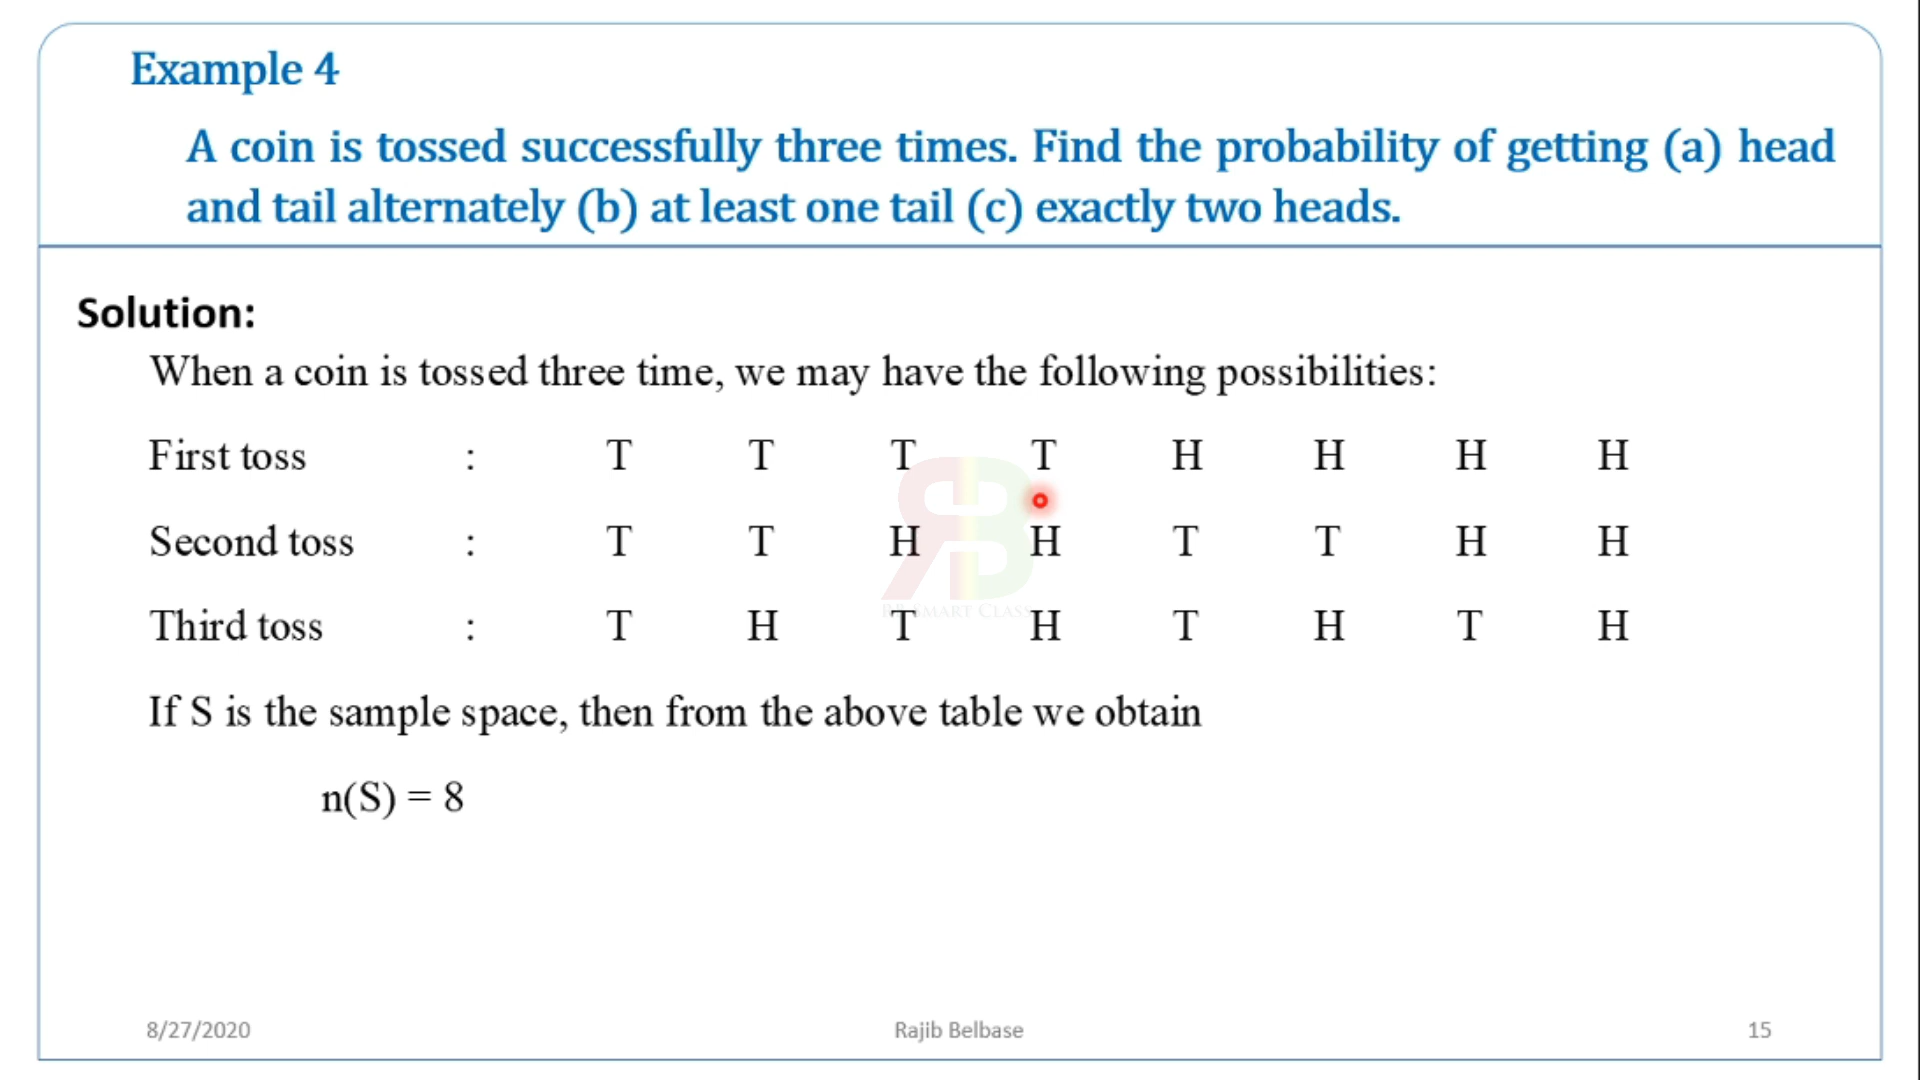 Example 4
A coin is tossed successfully three times. Find the probability of getting (a) head
and tail alternately (b) at least one tail (c) exactly two heads.
Solution:
When a coin is tossed three time, we may have the following possibilities:
First toss : T T T T H H H H
Second toss : T T H H T T H H
Third toss : T H T H T H T H
RB SMART CLASS
If S is the sample space, then from the above table we obtain
n(S) = 8
8/27/2020 Rajib Belbase 15